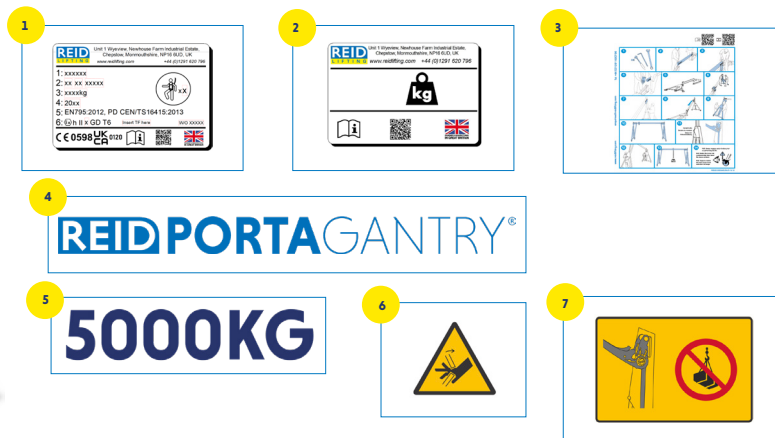 1
REID
LIFTING
Unit 1 Wyeview, Newhouse Farm Industrial Estate,
Chepstow, Monmouthshire, NP16 6UD, UK
www.reidlifting.com +44 (0)1291 620 796
1: xxxxxx
2: xx xx xxxxx
3: xxxxkg
4: 20xx
5: EN795:2012, PD CEN/TS16415:2013
6: Ex h II x GD T6 Insert TF here WO XXXXX
xX
CE 0598 UKCA 0120 i
2
REID
LIFTING
Unit 1 Wyeview, Newhouse Farm Industrial Estate,
Chepstow, Monmouthshire, NP16 6UD, UK
www.reidlifting.com +44 (0)1291 620 796
kg
i
3
4
REID PORTAGANTRY®
5
5000KG
6
7